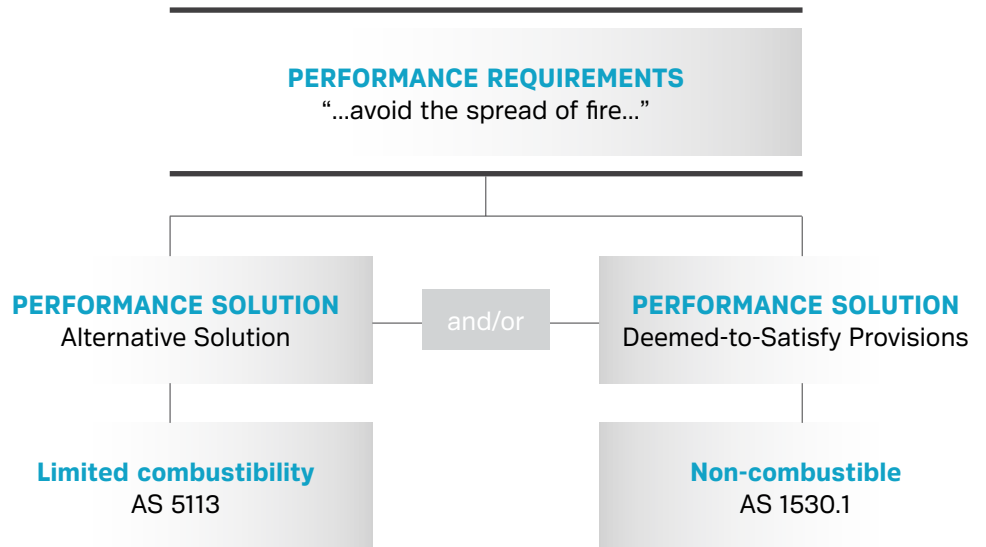 PERFORMANCE REQUIREMENTS
“...avoid the spread of fire...”
PERFORMANCE SOLUTION
Alternative Solution
and/or
PERFORMANCE SOLUTION
Deemed-to-Satisfy Provisions
Limited combustibility
AS 5113
Non-combustible
AS 1530.1